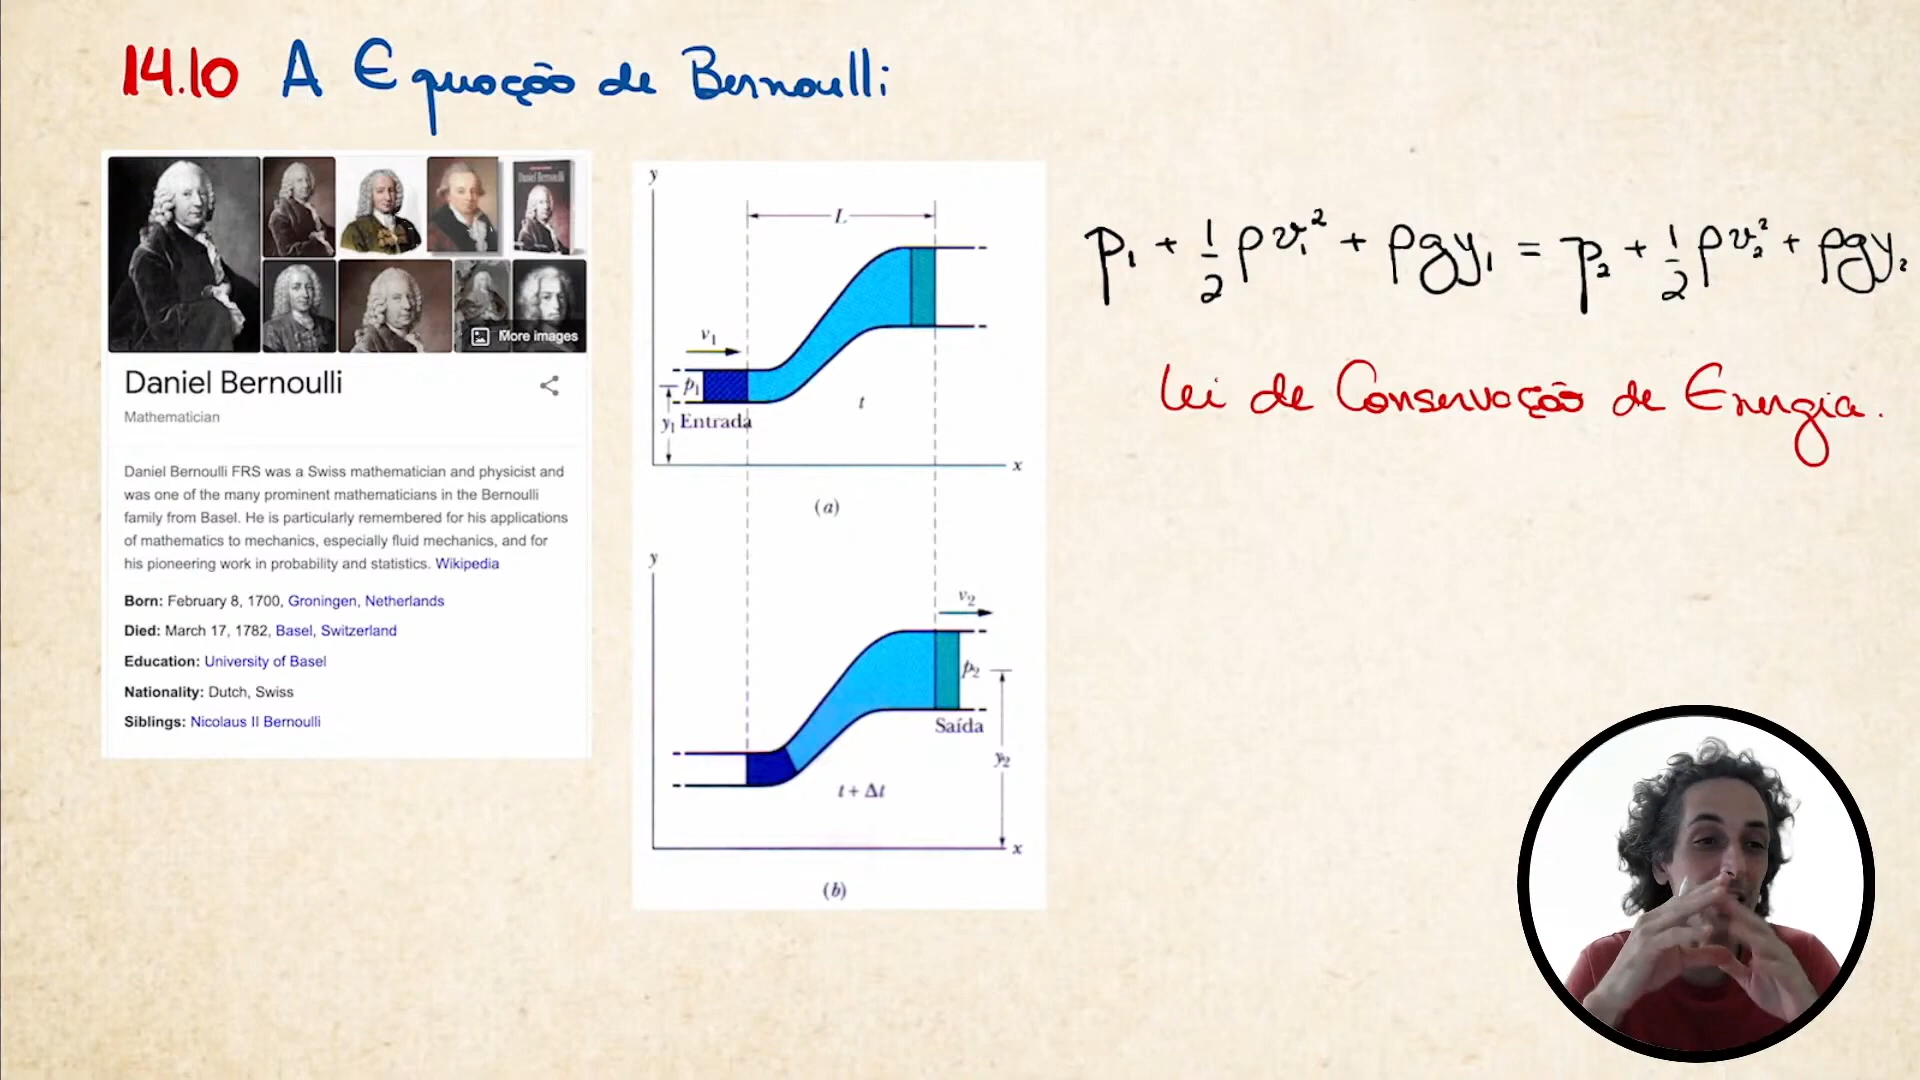 14.10 A Equação de Bernoulli
Daniel Bernoulli
More images
Daniel Bernoulli
Mathematician
Daniel Bernoulli FRS was a Swiss mathematician and physicist and
was one of the many prominent mathematicians in the Bernoulli
family from Basel. He is particularly remembered for his applications
of mathematics to mechanics, especially fluid mechanics, and for
his pioneering work in probability and statistics. Wikipedia
Born: February 8, 1700, Groningen, Netherlands
Died: March 17, 1782, Basel, Switzerland
Education: University of Basel
Nationality: Dutch, Swiss
Siblings: Nicolaus II Bernoulli
y
L
v₁
p₁
t
y₁ Entrada
x
(a)
y
v₂
p₂
Saída
y₂
t + Δt
x
(b)
p₁ + 1/2 ρv₁² + ρgy₁ = p₂ + 1/2 ρv₂² + ρgy₂
Lei de Conservação de Energia.